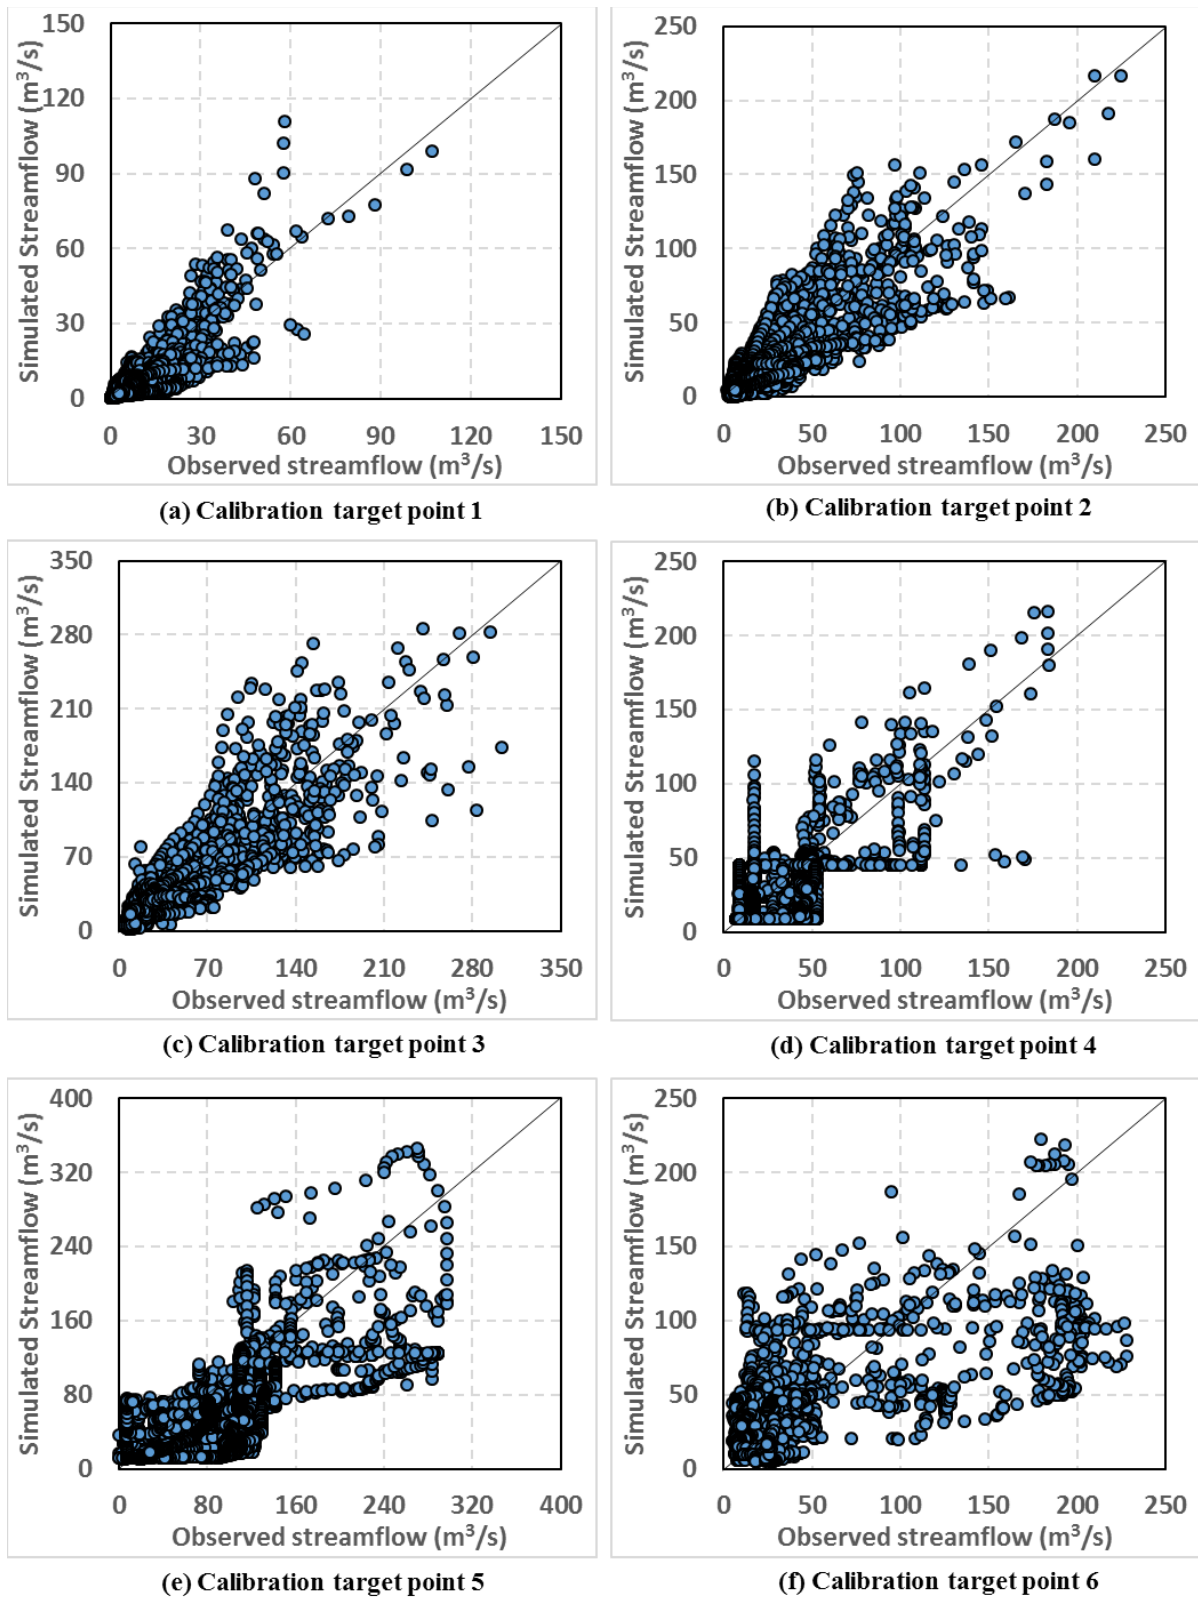 Simulated Streamflow (m³/s)
150
120
90
60
30
0
0 30 60 90 120 150
Observed streamflow (m³/s)
(a) Calibration target point 1
Simulated Streamflow (m³/s)
250
200
150
100
50
0
0 50 100 150 200 250
Observed streamflow (m³/s)
(b) Calibration target point 2
Simulated Streamflow (m³/s)
350
280
210
140
70
0
0 70 140 210 280 350
Observed streamflow (m³/s)
(c) Calibration target point 3
Simulated Streamflow (m³/s)
250
200
150
100
50
0
0 50 100 150 200 250
Observed streamflow (m³/s)
(d) Calibration target point 4
Simulated Streamflow (m³/s)
400
320
240
160
80
0
0 80 160 240 320 400
Observed streamflow (m³/s)
(e) Calibration target point 5
Simulated Streamflow (m³/s)
250
200
150
100
50
0
0 50 100 150 200 250
Observed streamflow (m³/s)
(f) Calibration target point 6